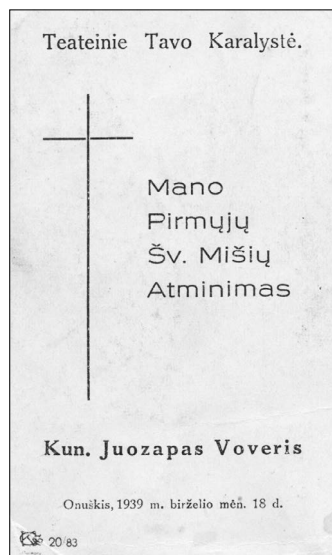 Teateinie Tavo Karalystė.
Mano
Pirmųjų
Šv. Mišių
Atminimas
Kun. Juozapas Voveris
Onuškis, 1939 m. birželio mėn. 18 d.
20/83